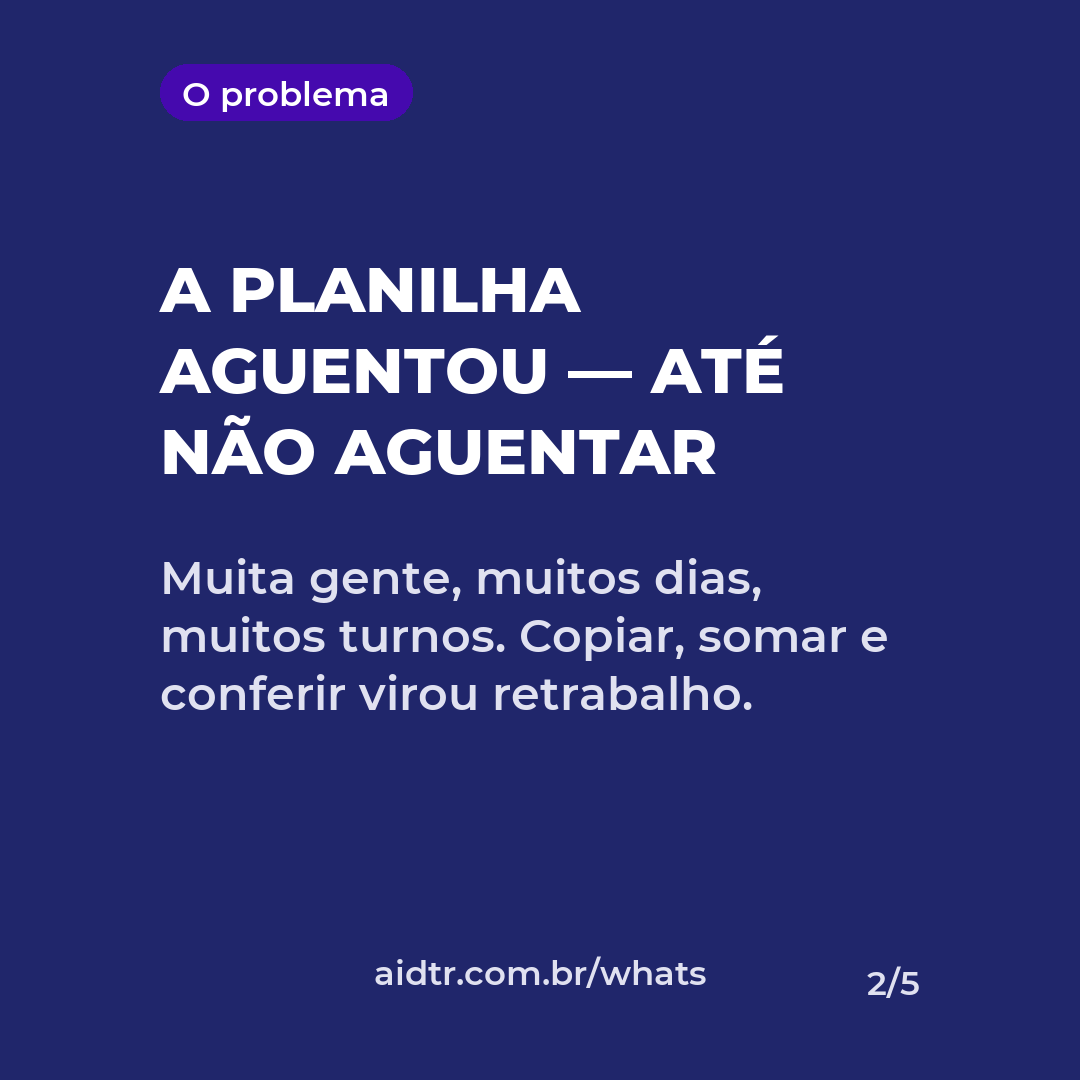 O problema
A PLANILHA
AGUENTOU — ATÉ
NÃO AGUENTAR
Muita gente, muitos dias,
muitos turnos. Copiar, somar e
conferir virou retrabalho.
aidtr.com.br/whats
2/5